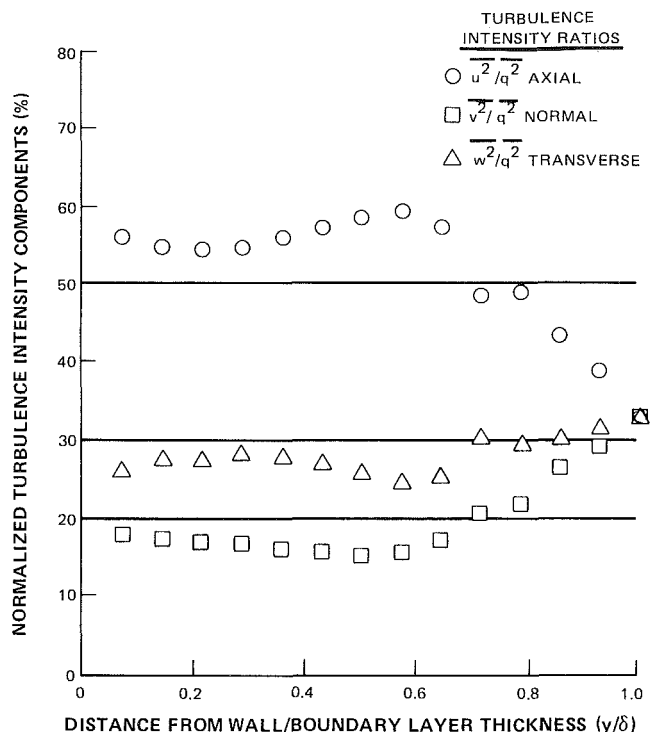 TURBULENCE
INTENSITY RATIOS
u²/q² AXIAL
v²/q² NORMAL
w²/q² TRANSVERSE
NORMALIZED TURBULENCE INTENSITY COMPONENTS (%)
80
70
60
50
40
30
20
10
0
0 0.2 0.4 0.6 0.8 1.0
DISTANCE FROM WALL/BOUNDARY LAYER THICKNESS (y/δ)